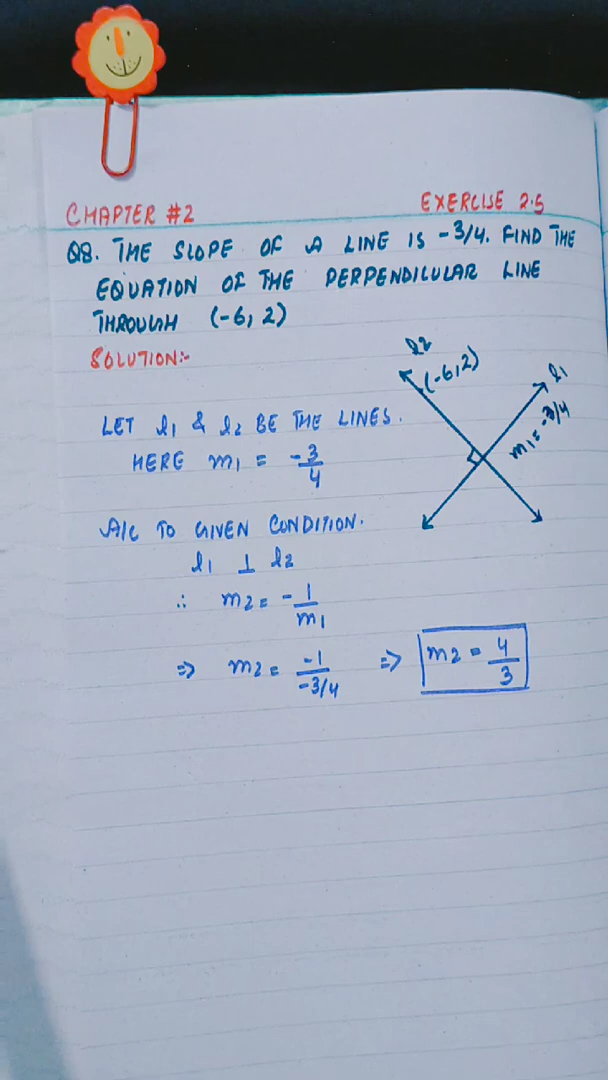 CHAPTER #2 EXERCISE 2.5
Q8. THE SLOPE OF A LINE IS -3/4. FIND THE
EQUATION OF THE PERPENDICULAR LINE
THROUGH (-6, 2)
SOLUTION:-
l2
(-6,2)
l1
m1 = -3/4
LET l1 & l2 BE THE LINES.
HERE m1 = -3/4
A/C TO GIVEN CONDITION.
l1 ⊥ l2
∴ m2 = -1/m1
⇒ m2 = -1/-3/4 ⇒ m2 = 4/3